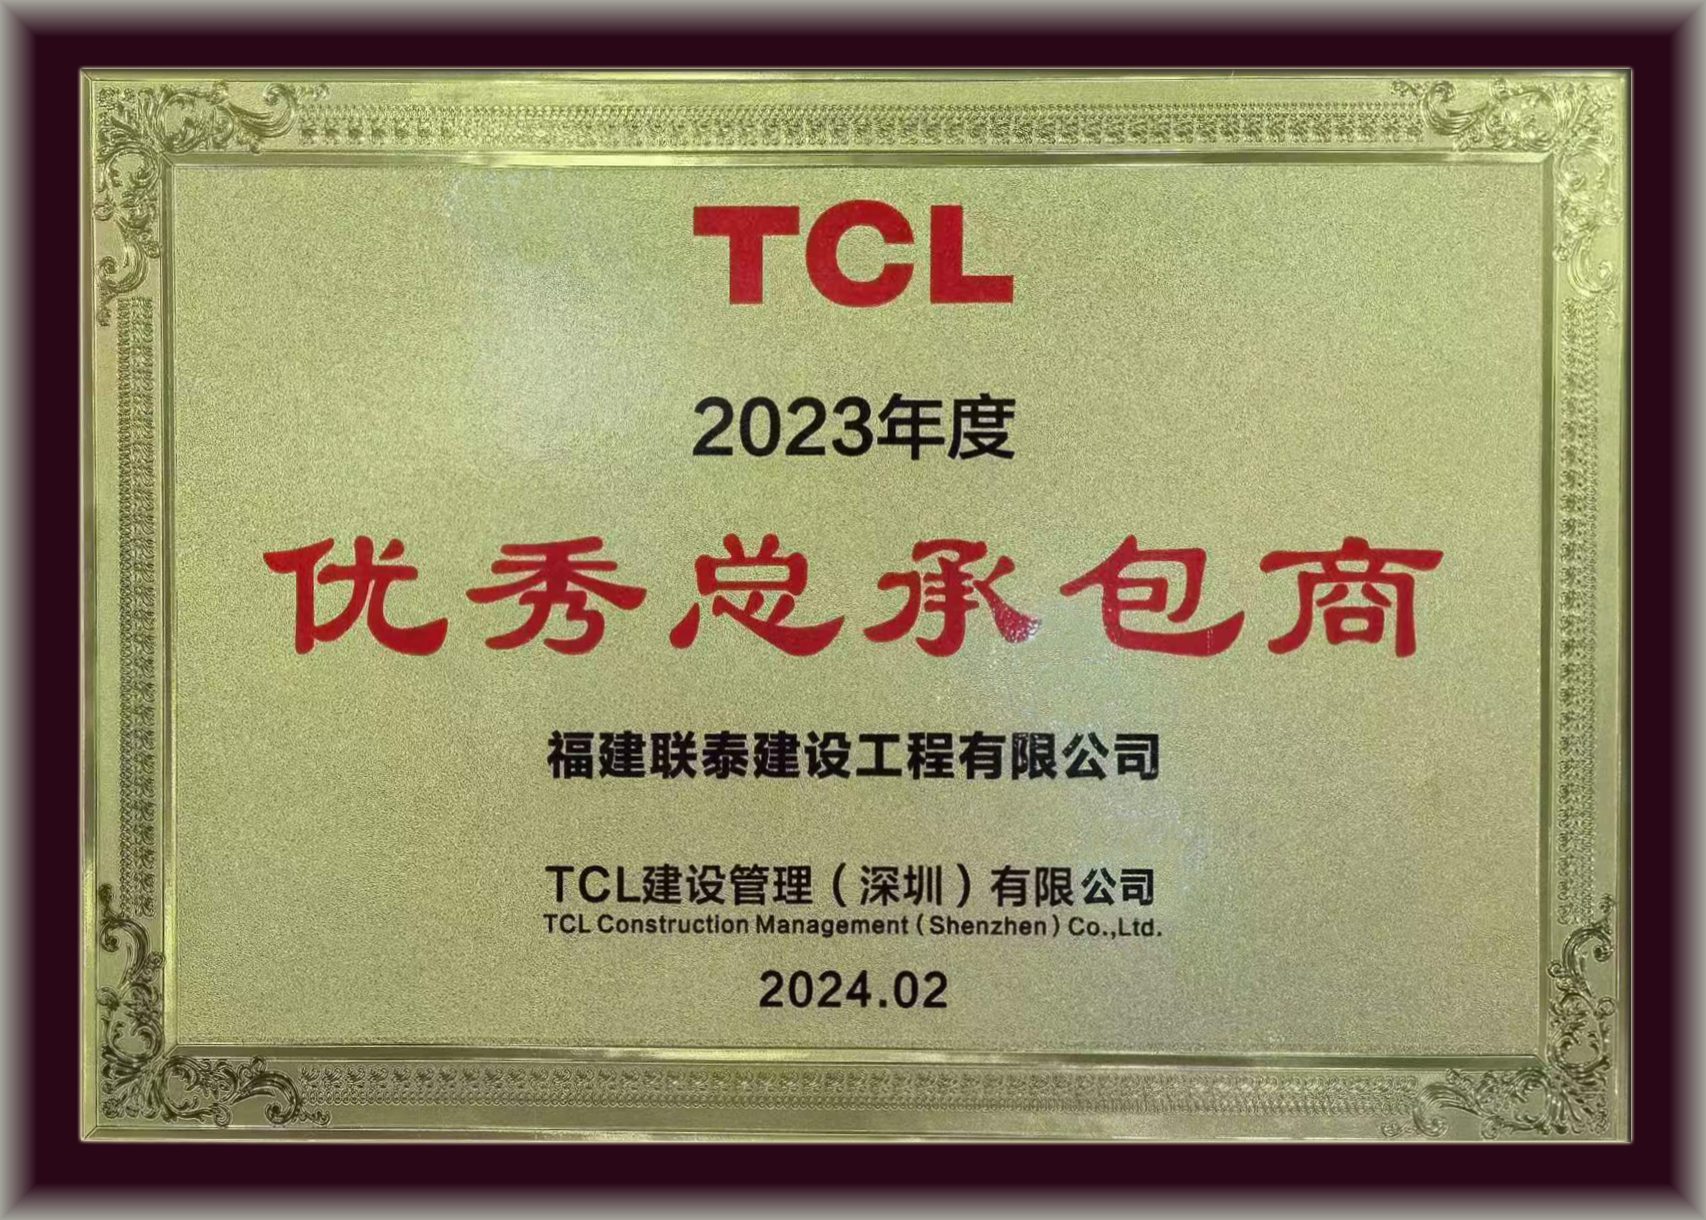 TCL
2023年度
优秀总承包商
福建联泰建设工程有限公司
TCL建设管理（深圳）有限公司
TCL Construction Management (Shenzhen) Co.,Ltd.
2024.02